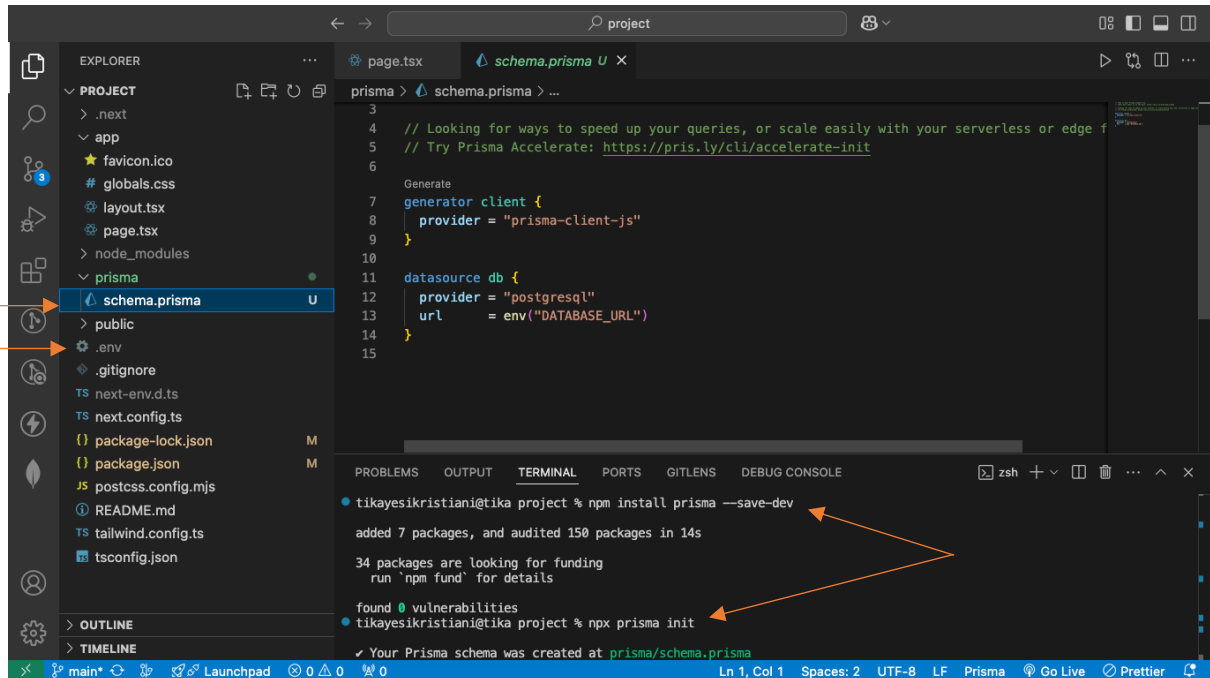 project
EXPLORER
PROJECT
.next
app
favicon.ico
# globals.css
layout.tsx
page.tsx
node_modules
prisma
schema.prisma U
public
.env
.gitignore
TS next-env.d.ts
TS next.config.ts
{} package-lock.json M
{} package.json M
JS postcss.config.mjs
README.md
TS tailwind.config.ts
tsconfig.json
OUTLINE
TIMELINE
3
page.tsx
schema.prisma U
prisma > schema.prisma > ...
3
4 // Looking for ways to speed up your queries, or scale easily with your serverless or edge f
5 // Try Prisma Accelerate: https://pris.ly/cli/accelerate-init
6
Generate
7 generator client {
8 provider = "prisma-client-js"
9 }
10
11 datasource db {
12 provider = "postgresql"
13 url      = env("DATABASE_URL")
14 }
15
PROBLEMS OUTPUT TERMINAL PORTS GITLENS DEBUG CONSOLE
zsh
tikayesikristiani@tika project % npm install prisma --save-dev
added 7 packages, and audited 150 packages in 14s
34 packages are looking for funding
run `npm fund` for details
found 0 vulnerabilities
tikayesikristiani@tika project % npx prisma init
✔ Your Prisma schema was created at prisma/schema.prisma
main* Launchpad 0 0 0 Ln 1, Col 1 Spaces: 2 UTF-8 LF Prisma Go Live Prettier